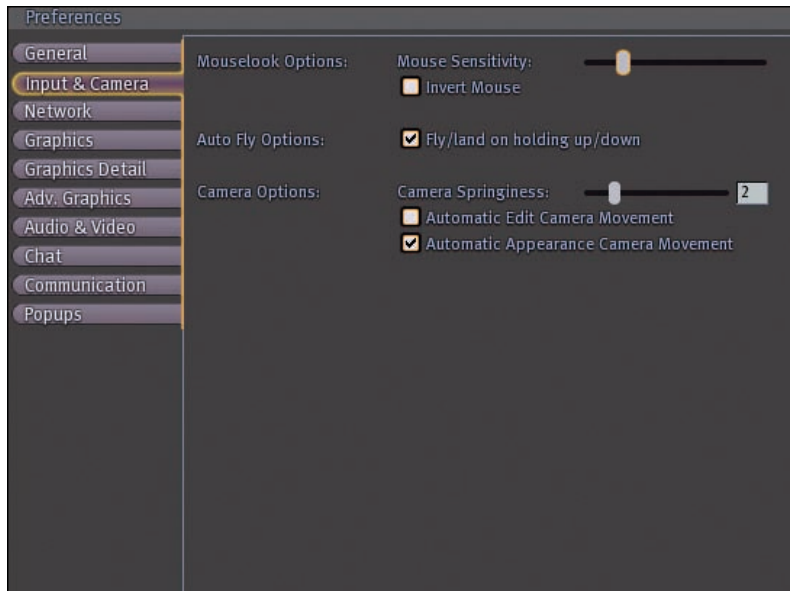 Preferences
General
Input & Camera
Network
Graphics
Graphics Detail
Adv. Graphics
Audio & Video
Chat
Communication
Popups
Mouselook Options: Mouse Sensitivity:
Invert Mouse
Auto Fly Options: Fly/land on holding up/down
Camera Options: Camera Springiness: 2
Automatic Edit Camera Movement
Automatic Appearance Camera Movement